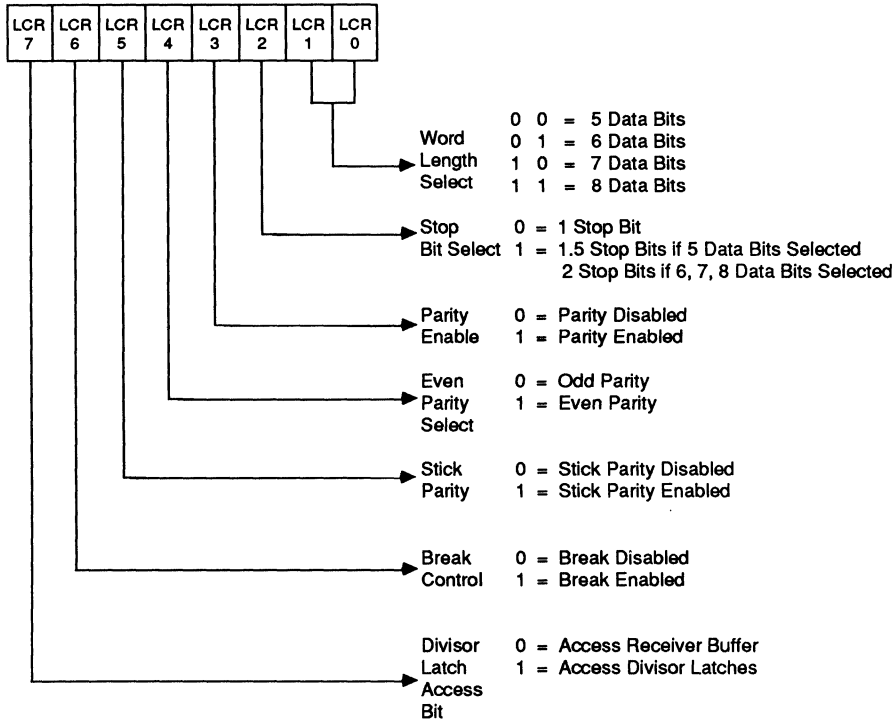 LCR LCR LCR LCR LCR LCR LCR LCR
7 6 5 4 3 2 1 0
Word Length Select
0 0 = 5 Data Bits
0 1 = 6 Data Bits
1 0 = 7 Data Bits
1 1 = 8 Data Bits
Stop
Bit Select
0 = 1 Stop Bit
1 = 1.5 Stop Bits if 5 Data Bits Selected
2 Stop Bits if 6, 7, 8 Data Bits Selected
Parity
Enable
0 = Parity Disabled
1 = Parity Enabled
Even
Parity
Select
0 = Odd Parity
1 = Even Parity
Stick
Parity
0 = Stick Parity Disabled
1 = Stick Parity Enabled
Break
Control
0 = Break Disabled
1 = Break Enabled
Divisor
Latch
Access
Bit
0 = Access Receiver Buffer
1 = Access Divisor Latches